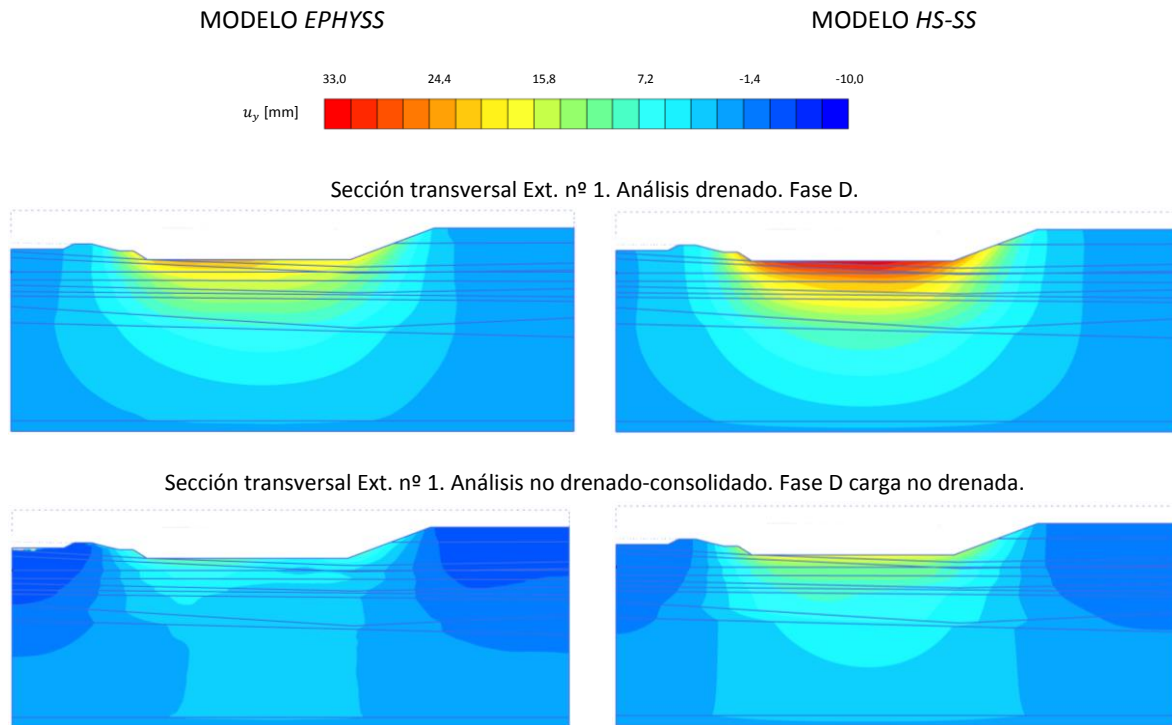 MODELO EPHYSS
MODELO HS-SS
33,0 24,4 15,8 7,2 -1,4 -10,0
u_y [mm]
Sección transversal Ext. nº 1. Análisis drenado. Fase D.
Sección transversal Ext. nº 1. Análisis no drenado-consolidado. Fase D carga no drenada.